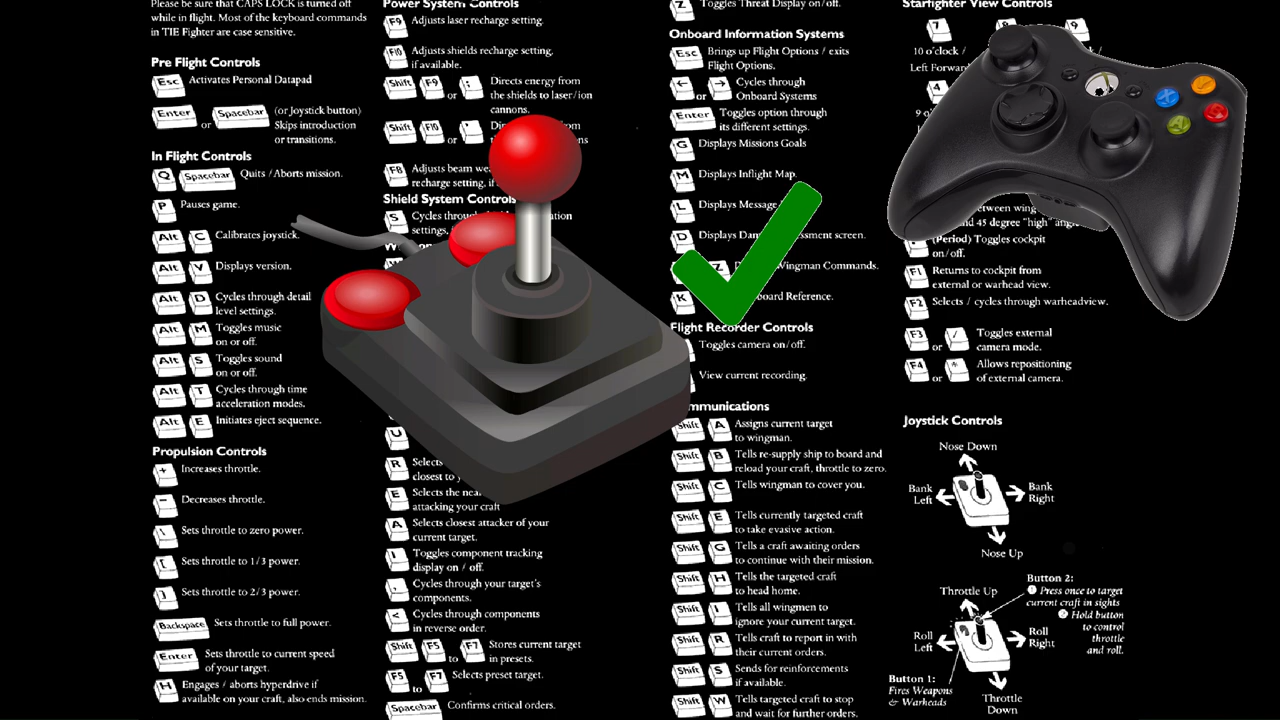 Please be sure that CAPS LOCK is turned off
while in flight. Most of the keyboard commands
in TIE Fighter are case sensitive.
Pre Flight Controls
Esc Activates Personal Datapad
Enter or Spacebar (or Joystick button)
Skips introduction
or transitions.
In Flight Controls
Q Spacebar Quits / Aborts mission.
P Pauses game.
Alt C Calibrates joystick.
Alt V Displays version.
Alt D Cycles through detail
level settings.
Alt M Toggles music
on or off.
Alt S Toggles sound
on or off.
Alt T Cycles through time
acceleration modes.
Alt E Initiates eject sequence.
Propulsion Controls
+ Increases throttle.
- Decreases throttle.
\ Sets throttle to zero power.
[ Sets throttle to 1/3 power.
] Sets throttle to 2/3 power.
Backspace Sets throttle to full power.
Enter Sets throttle to current speed
of your target.
H Engages / aborts hyperdrive if
available on your craft, also ends mission.
Power System Controls
F9 Adjusts laser recharge setting.
F10 Adjusts shields recharge setting,
if available.
Shift F9 or ; Directs energy from
the shields to laser/ion
cannons.
Shift F10 or '
F8 Adjusts beam
recharge setting,
Shield System Controls
S Cycles
settings,
U
R Selects
closest to
E Selects the
attacking your craft
A Selects closest attacker of your
current target.
I Toggles component tracking
display on / off.
, Cycles through your target's
components.
< Cycles through components
in reverse order.
Shift F5 to F7 Stores current target
in presets.
F5 to F7 Selects preset target.
Spacebar Confirms critical orders.
Z Toggles Threat Display on/off.
Onboard Information Systems
Esc Brings up Flight Options / exits
Flight Options.
← or → Cycles through
Onboard Systems
Enter Toggles option through
its different settings.
G Displays Missions Goals
M Displays Inflight Map.
L Displays Message
D Displays screen.
Z Wingman Commands.
K Reference.
Flight Recorder Controls
Toggles camera on/off.
View current recording.
Shift A Assigns current target
to wingman.
Shift B Tells re-supply ship to board and
reload your craft, throttle to zero.
Shift C Tells wingman to cover you.
Shift E Tells currently targeted craft
to take evasive action.
Shift G Tells a craft awaiting orders
to continue with their mission.
Shift H Tells the targeted craft
to head home.
Shift I Tells all wingmen to
ignore your current target.
Shift R Tells craft to report in with
their current orders.
Shift S Sends for reinforcements
if available.
Shift W Tells targeted craft to stop
and wait for further orders.
Starfighter View Controls
7 9
10 o'clock /
Left Forward
4
9
between
and 45 degree "high"
. (Period) Toggles cockpit
on/off.
F1 Returns to cockpit from
external or warhead view.
F2 Selects / cycles through warheadview.
F3 or / Toggles external
camera mode.
F4 or * Allows repositioning
of external camera.
Joystick Controls
Nose Down
Bank
Left
Bank
Right
Nose Up
Button 2:
Press once to target
current craft in sights
Hold button
to control
throttle
and roll.
Throttle Up
Roll
Left
Roll
Right
Button 1:
Fires Weapons
& Warheads
Throttle
Down